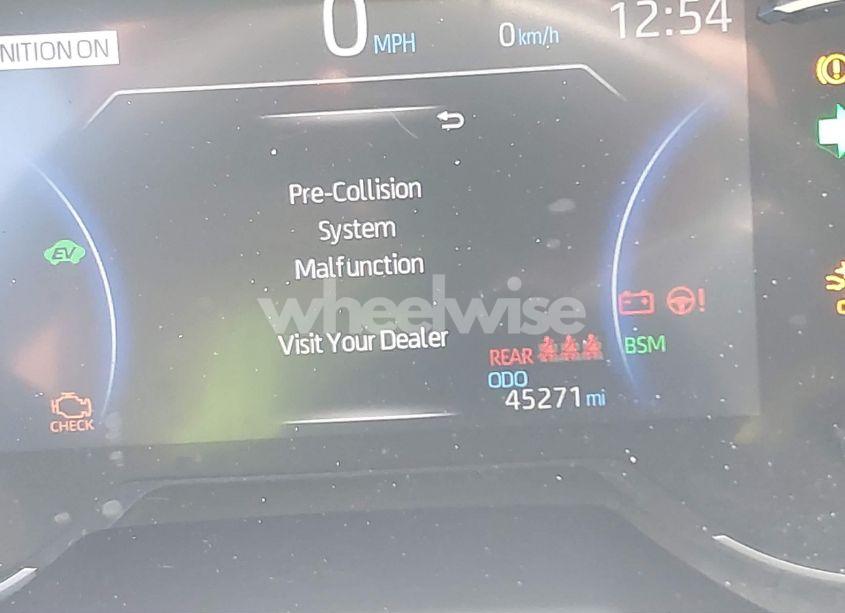 NITION ON
0 MPH
0 km/h
12:54
Pre-Collision
System
Malfunction
Visit Your Dealer
wheelwise
EV
REAR
BSM
ODO
45271 mi
CHECK